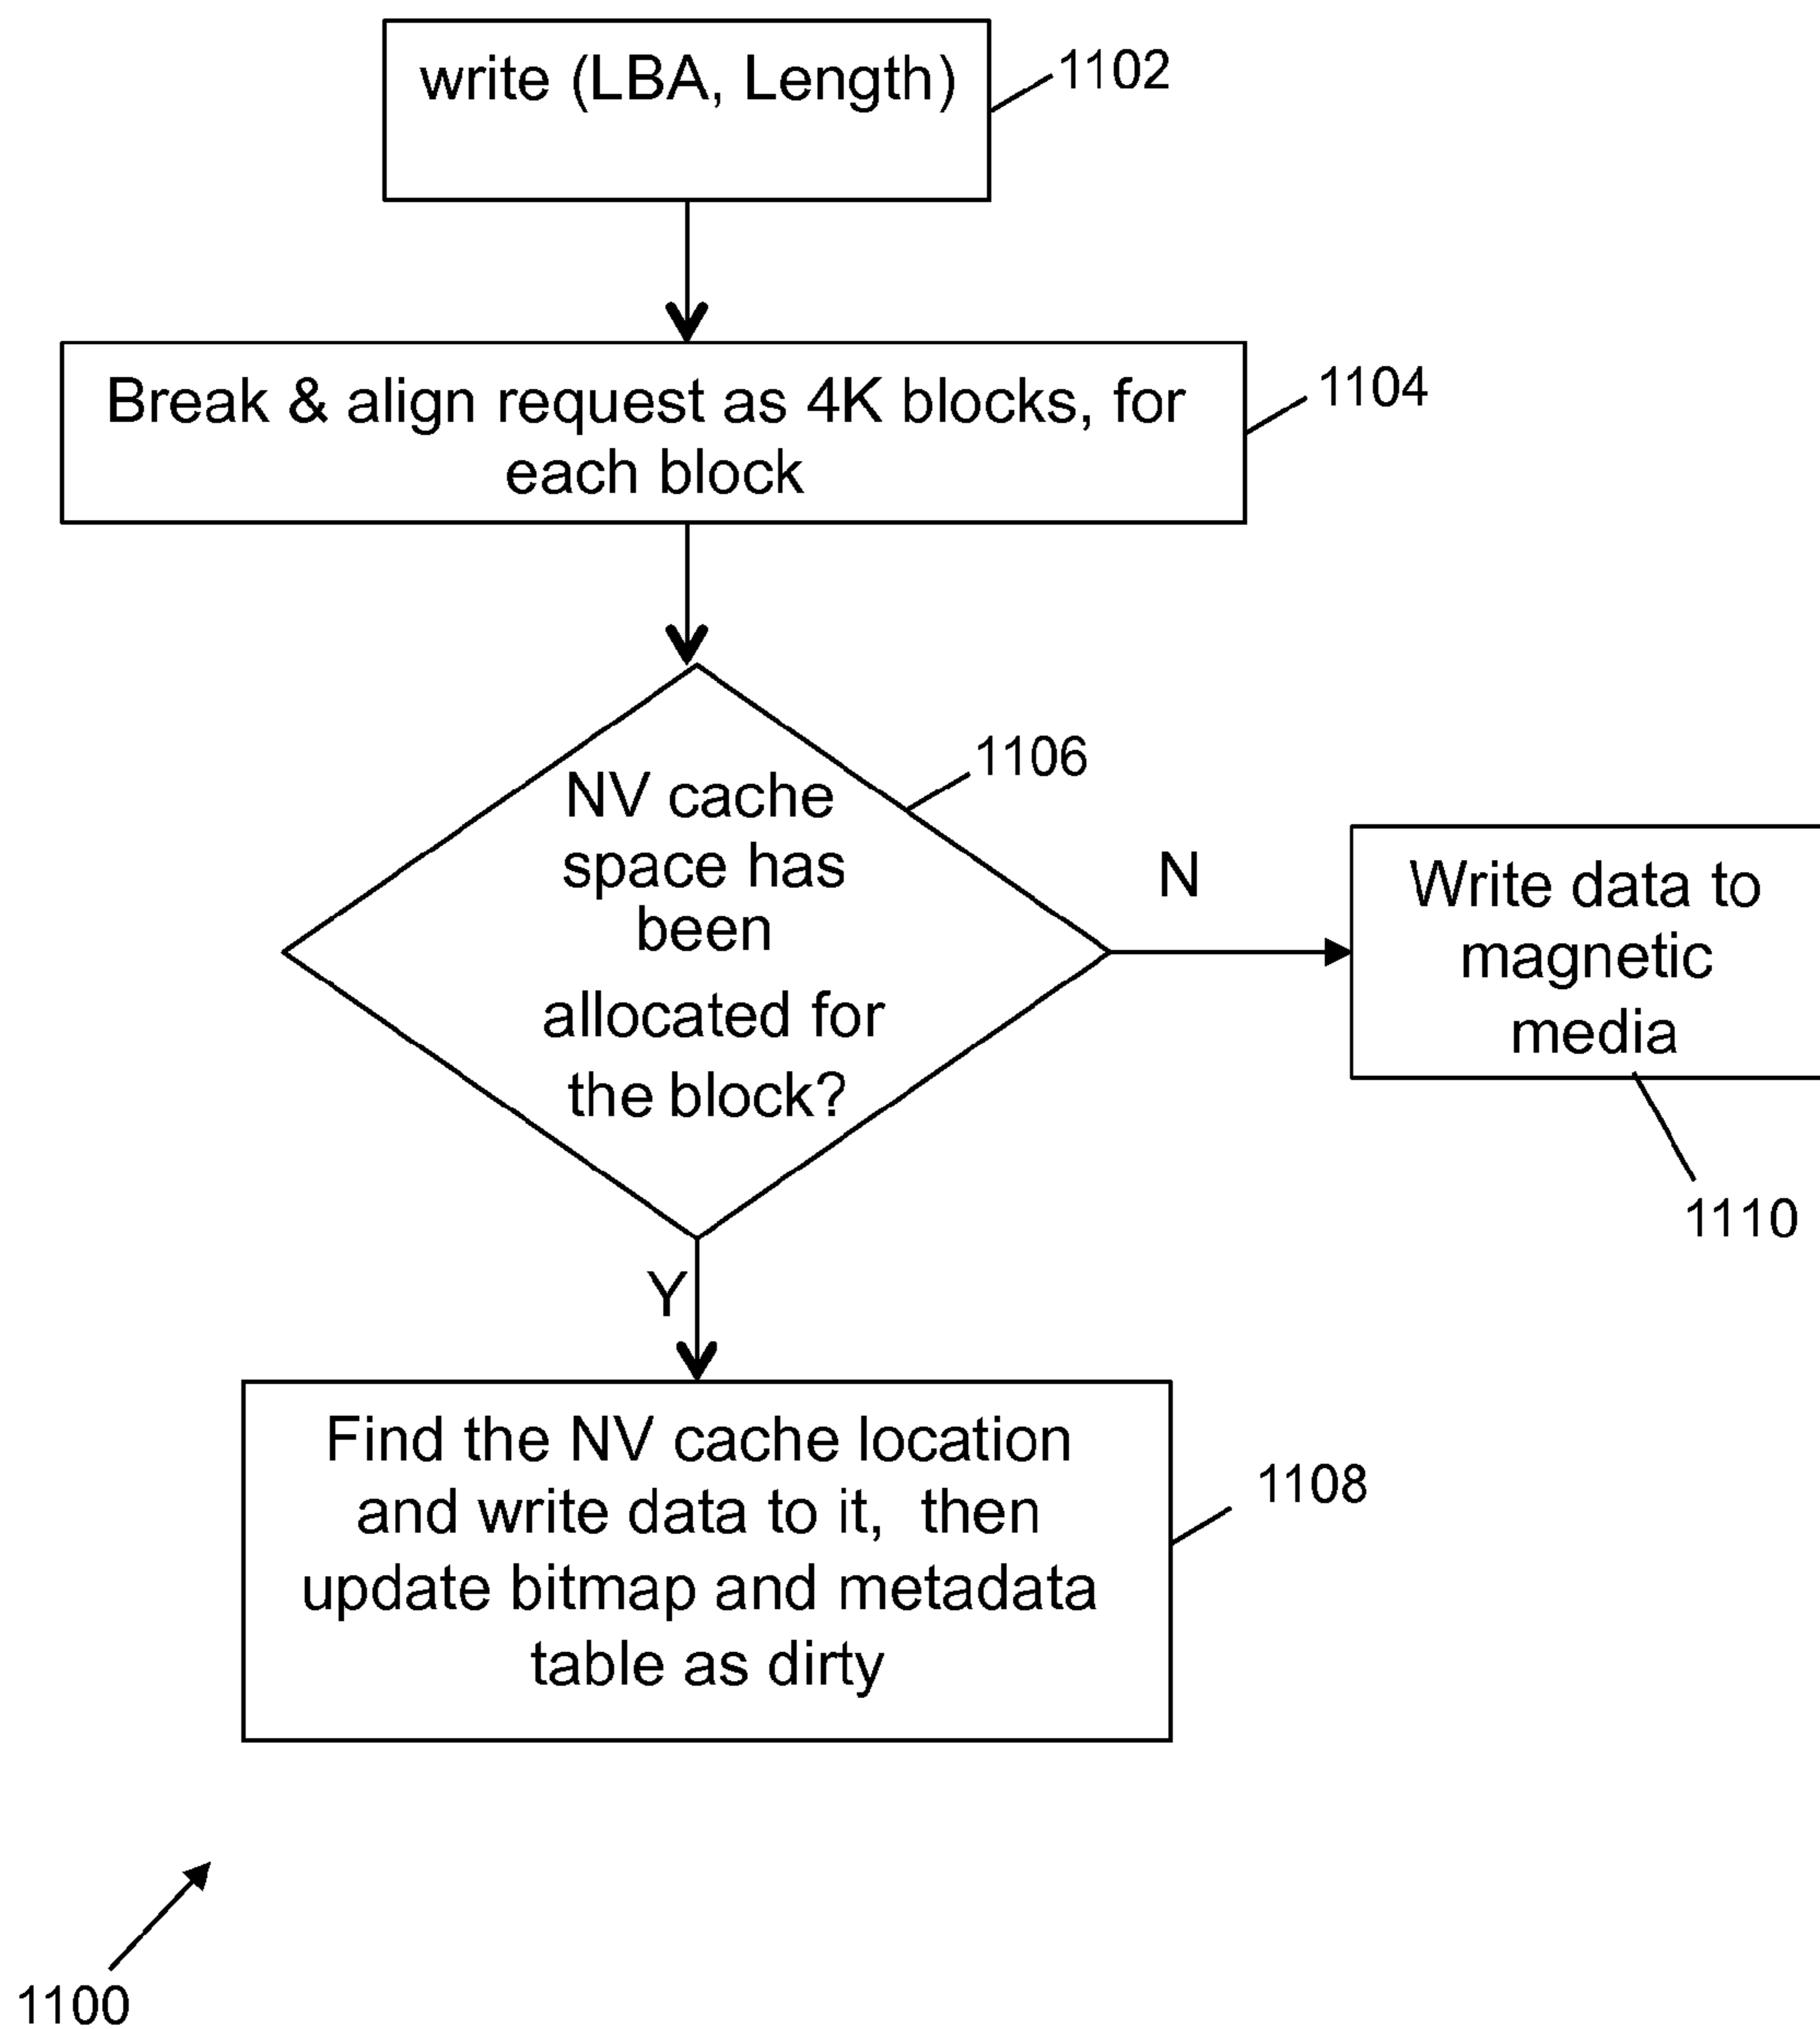 write (LBA, Length)
1102
Break & align request as 4K blocks, for
each block
1104
NV cache
space has
been
allocated for
the block?
1106
N
Write data to
magnetic
media
1110
Y
Find the NV cache location
and write data to it, then
update bitmap and metadata
table as dirty
1108
1100